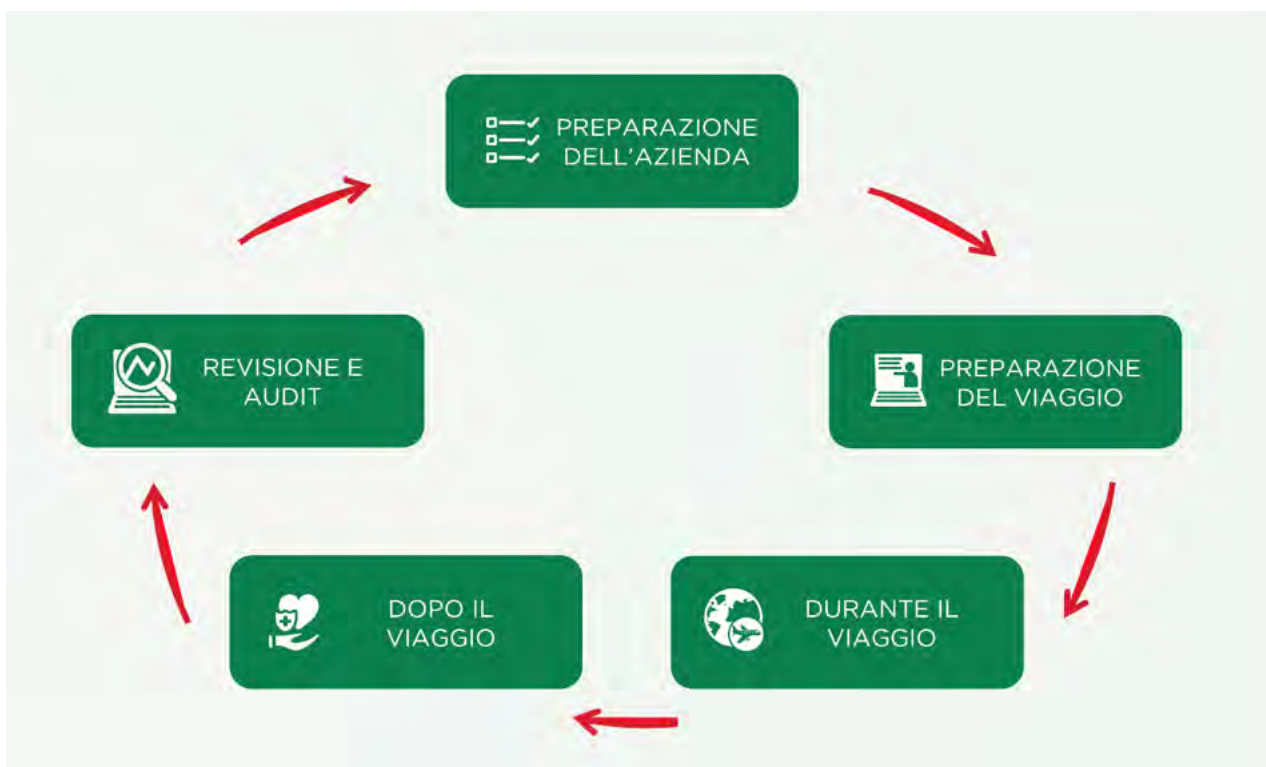 PREPARAZIONE
DELL'AZIENDA
PREPARAZIONE
DEL VIAGGIO
DURANTE IL
VIAGGIO
DOPO IL
VIAGGIO
REVISIONE E
AUDIT